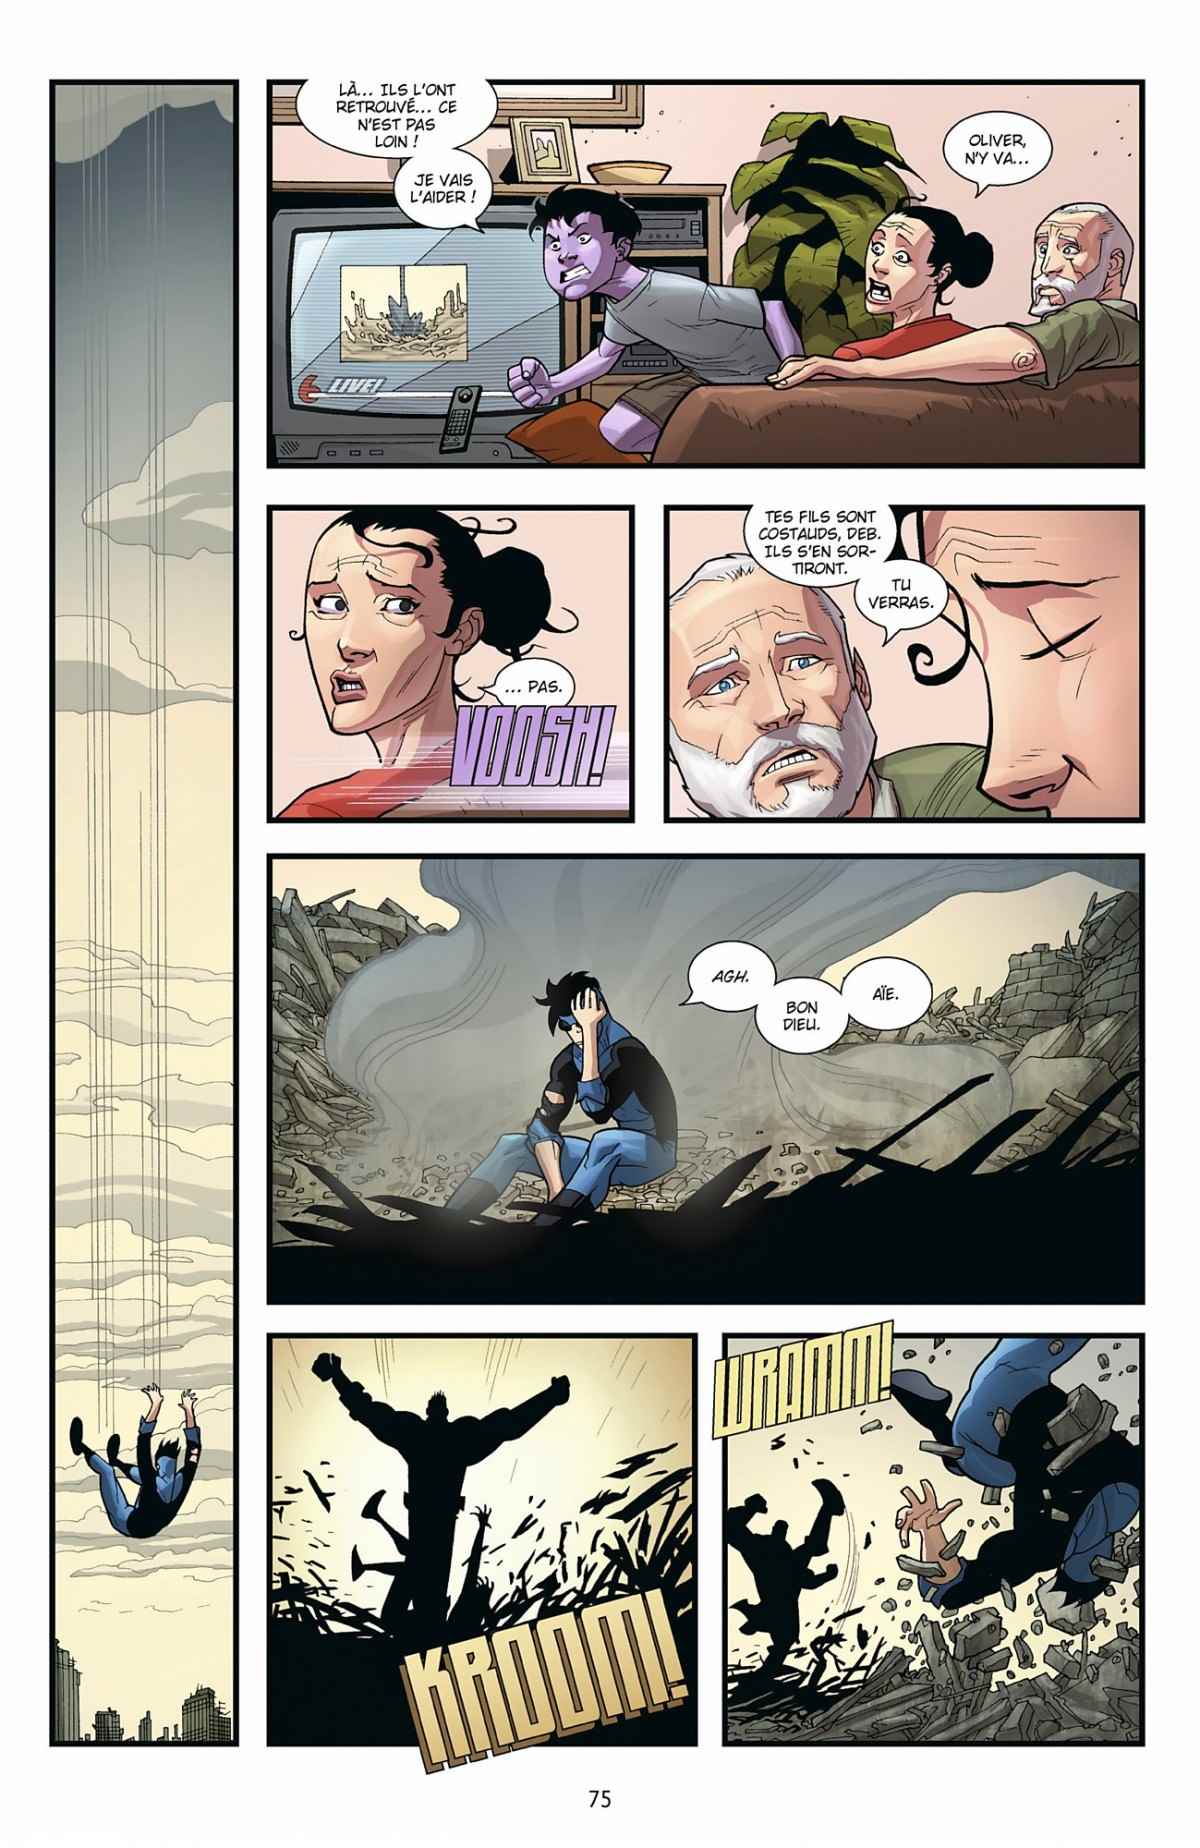 LÀ... ILS L'ONT
RETROUVÉ... CE
N'EST PAS
LOIN !
JE VAIS
L'AIDER !
OLIVER,
N'Y VA...
LIVE!
... PAS.
VOOSH!
TES FILS SONT
COSTAUDS, DEB.
ILS S'EN SOR-
TIRONT.
TU
VERRAS.
AGH.
BON
DIEU.
AÏE.
KROOM!
WRAMM!
75